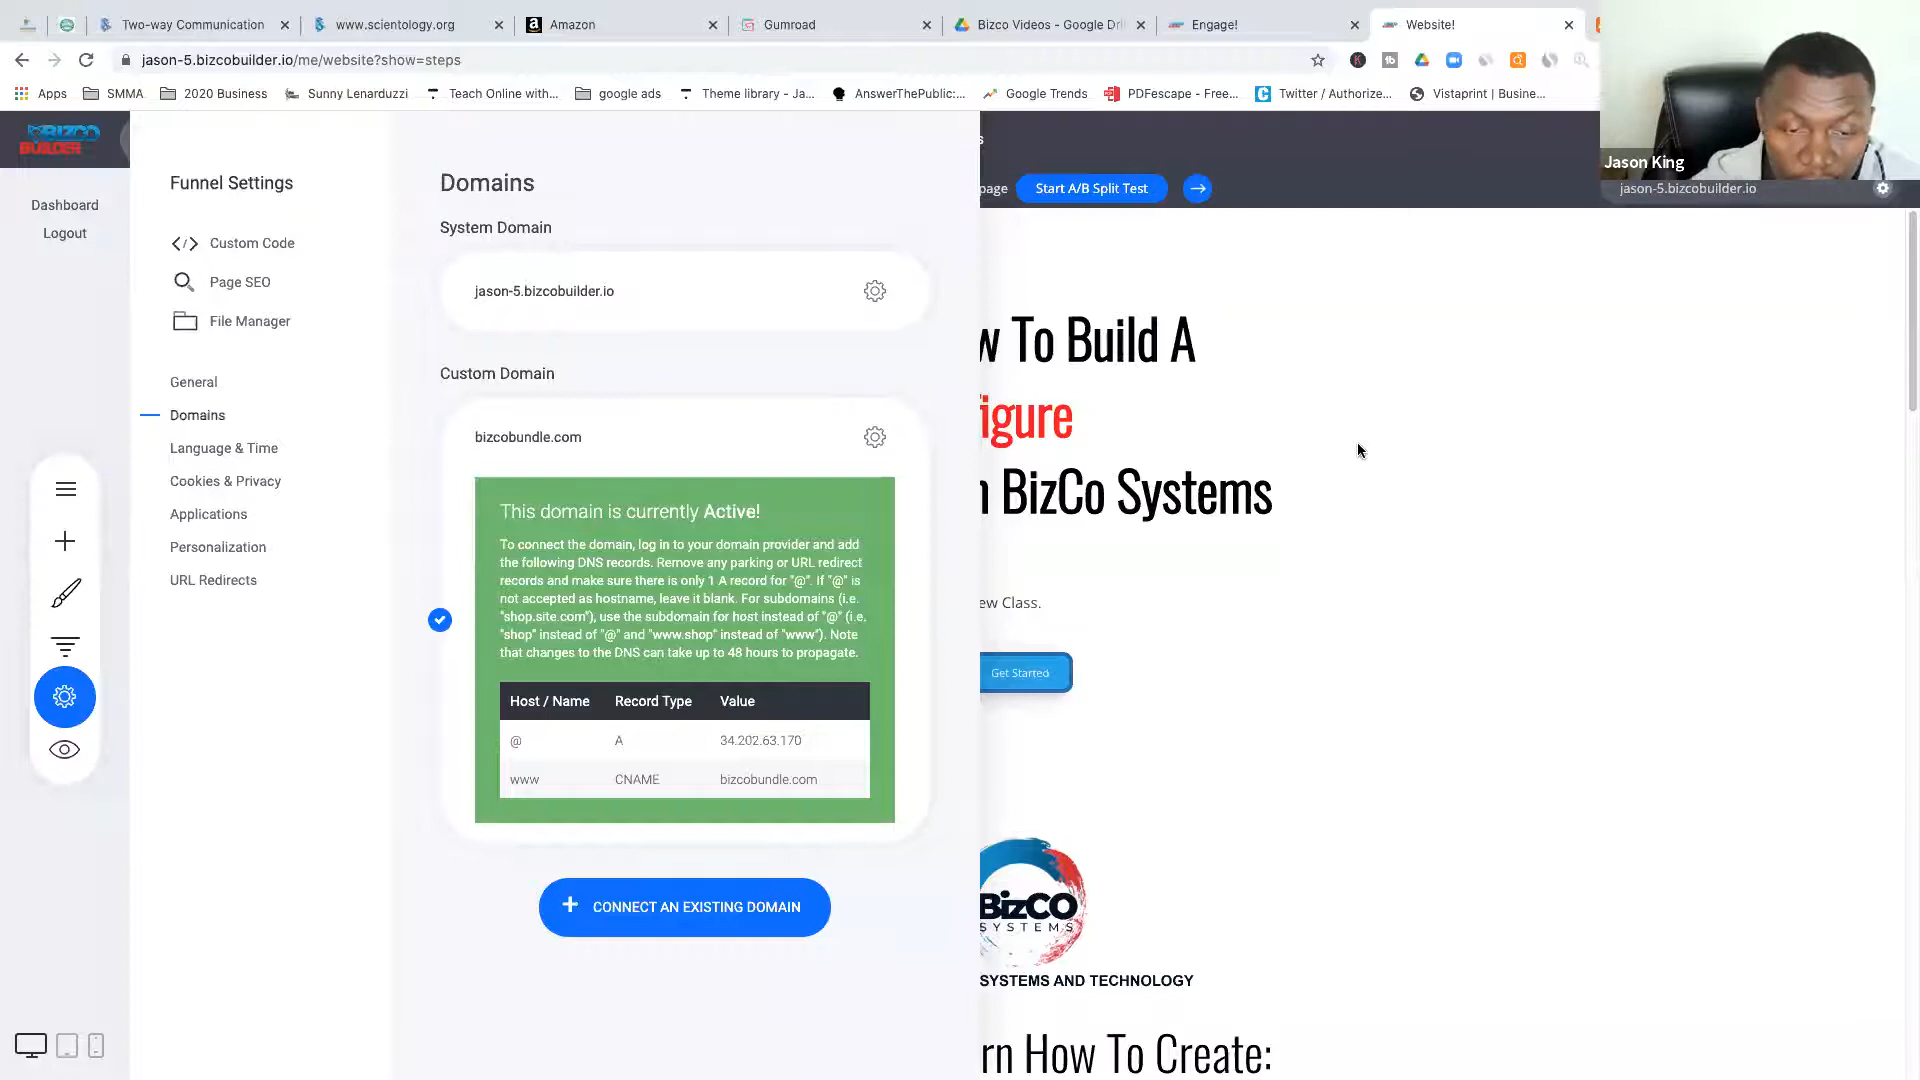 Two-way Communication
www.scientology.org
Amazon
Gumroad
Bizco Videos - Google Dri
Engage!
Website!
jason-5.bizcobuilder.io/me/website?show=steps
Apps
SMMA
2020 Business
Sunny Lenarduzzi
Teach Online with...
google ads
Theme library - Ja...
AnswerThePublic:...
Google Trends
PDFescape - Free...
Twitter / Authorize...
Vistaprint | Busine...
BIZCO
BUILDER
Dashboard
Logout
Funnel Settings
Custom Code
Page SEO
File Manager
General
Domains
Language & Time
Cookies & Privacy
Applications
Personalization
URL Redirects
Domains
System Domain
jason-5.bizcobuilder.io
Custom Domain
bizcobundle.com
This domain is currently Active!
To connect the domain, log in to your domain provider and add
the following DNS records. Remove any parking or URL redirect
records and make sure there is only 1 A record for "@". If "@" is
not accepted as hostname, leave it blank. For subdomains (i.e.
"shop.site.com"), use the subdomain for host instead of "@" (i.e.
"shop" instead of "@" and "www.shop" instead of "www"). Note
that changes to the DNS can take up to 48 hours to propagate.
Host / Name Record Type Value
@ A 34.202.63.170
www CNAME bizcobundle.com
CONNECT AN EXISTING DOMAIN
s
page
Start A/B Split Test
Jason King
jason-5.bizcobuilder.io
w To Build A
igure
n BizCo Systems
ew Class.
Get Started
BizCO
SYSTEMS
SYSTEMS AND TECHNOLOGY
rn How To Create: